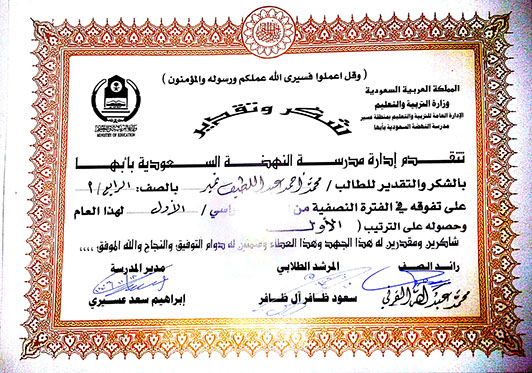 ( وقل اعملوا فسيرى الله عملكم ورسوله والمؤمنون )
المملكة العربية السعودية
وزارة التربية والتعليم
الإدارة العامة للتربية والتعليم بمنطقة عسير
مدرسة النهضة السعودية بأبها
MINISTRY OF EDUCATION
شكر وتقدير
تتقدم إدارة مدرسة النهضة السعودية بأبها
بالشكر والتقدير للطالب / محمد أحمد عبد اللطيف نمير بالصف: الرابع / ٢
على تفوقه في الفترة النصفية من راسي / الأول لهذا العام
وحصوله على الترتيب ( الأول
شاكرين ومقدرين له هذا الجهد وهذا العطاء ومتمنين له دوام التوفيق والنجاح والله الموفق ،،،،
رائد الصف المرشد الطلابي مدير المدرسة
محمد عبد الله القرني سعود ظافر آل ظافر إبراهيم سعد عسيري